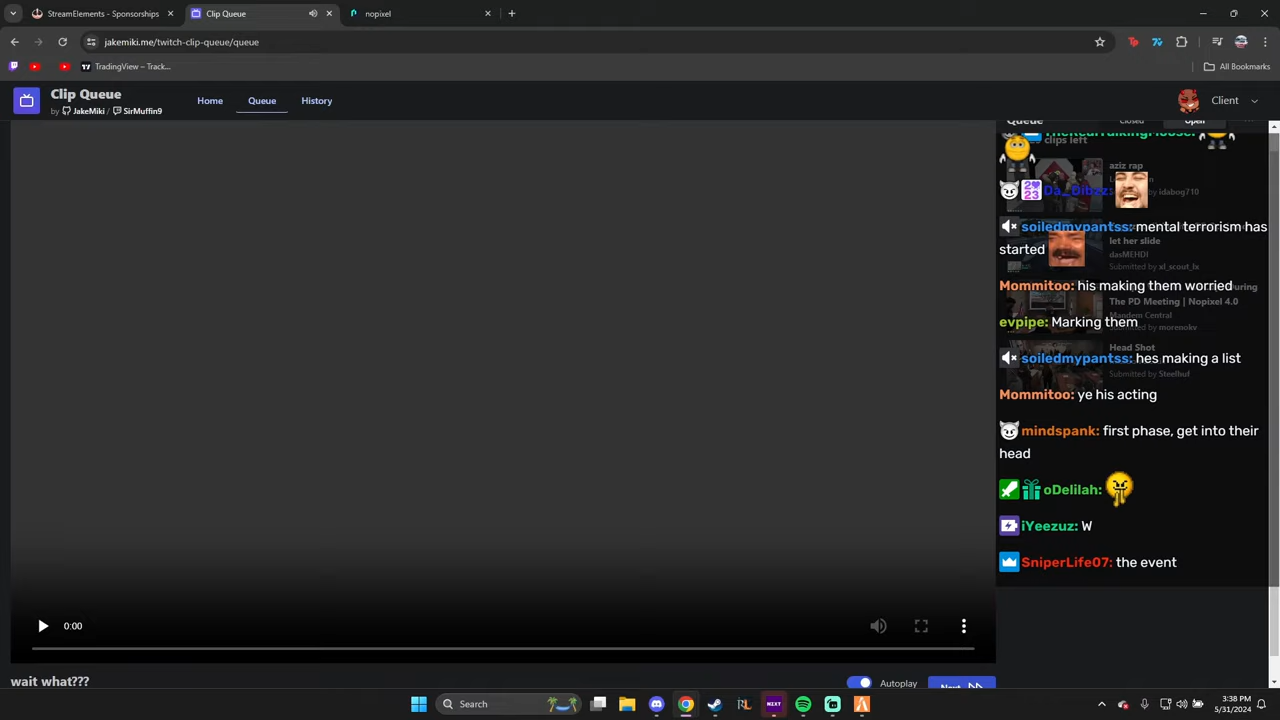 StreamElements - Sponsorships
Clip Queue
nopixel
jakemiki.me/twitch-clip-queue/queue
TradingView – Track...
All Bookmarks
Clip Queue
by JakeMiki / SirMuffin9
Home
Queue
History
Client
Queue
Closed
Open
TheRealTalkingMoose:
clips left
aziz rap
by idabog710
Da_Dibzz:
soiledmypantss: mental terrorism has
started
let her slide
dasMEHDI
Submitted by xl_scout_lx
Mommitoo: his making them worried
During
The PD Meeting | Nopixel 4.0
Mandem Central
Submitted by morenokv
evpipe: Marking them
Head Shot
soiledmypantss: hes making a list
Submitted by Steelhuf
Mommitoo: ye his acting
mindspank: first phase, get into their
head
oDelilah:
iYeezuz: W
SniperLife07: the event
0:00
wait what???
Autoplay
Next
Search
NEXT
3:38 PM
5/31/2024